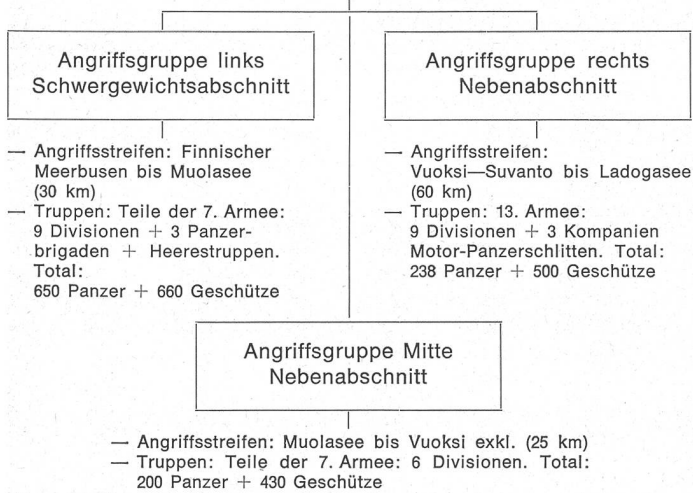 Angriffsgruppe links
Schwergewichtsabschnitt
— Angriffsstreifen: Finnischer
Meerbusen bis Muolasee
(30 km)
— Truppen: Teile der 7. Armee:
9 Divisionen + 3 Panzer-
brigaden + Heerestruppen.
Total:
650 Panzer + 660 Geschütze
Angriffsgruppe rechts
Nebenabschnitt
— Angriffsstreifen:
Vuoksi—Suvanto bis Ladogasee
(60 km)
— Truppen: 13. Armee:
9 Divisionen + 3 Kompanien
Motor-Panzerschlitten. Total:
238 Panzer + 500 Geschütze
Angriffsgruppe Mitte
Nebenabschnitt
— Angriffsstreifen: Muolasee bis Vuoksi exkl. (25 km)
— Truppen: Teile der 7. Armee: 6 Divisionen. Total:
200 Panzer + 430 Geschütze